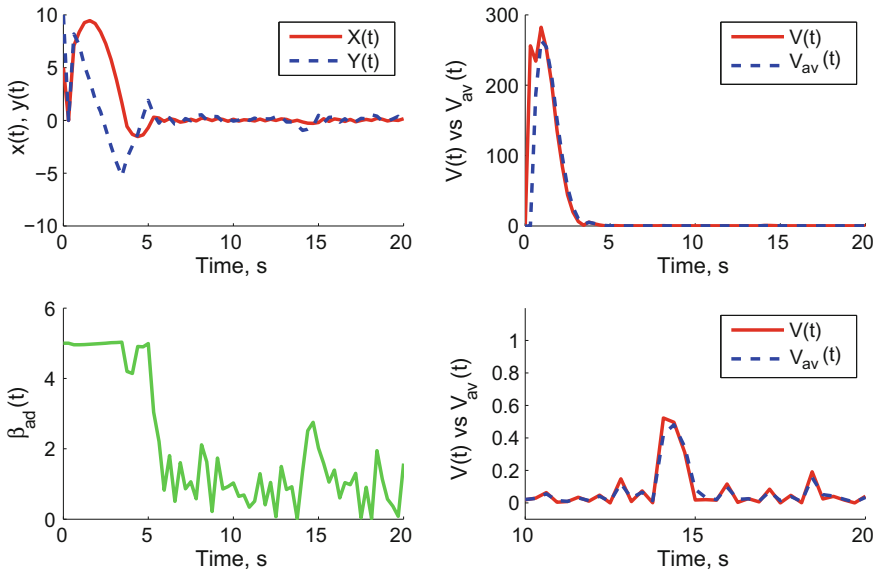 10
5
0
−5
−10
x(t), y(t)
X(t)
Y(t)
0
5
10
15
20
Time, s
300
200
100
0
V(t) vs V_av(t)
V(t)
V_av (t)
0
5
10
15
20
Time, s
6
4
2
0
β_ad(t)
0
5
10
15
20
Time, s
1
0.8
0.6
0.4
0.2
0
V(t) vs V_av(t)
V(t)
V_av (t)
10
15
20
Time, s